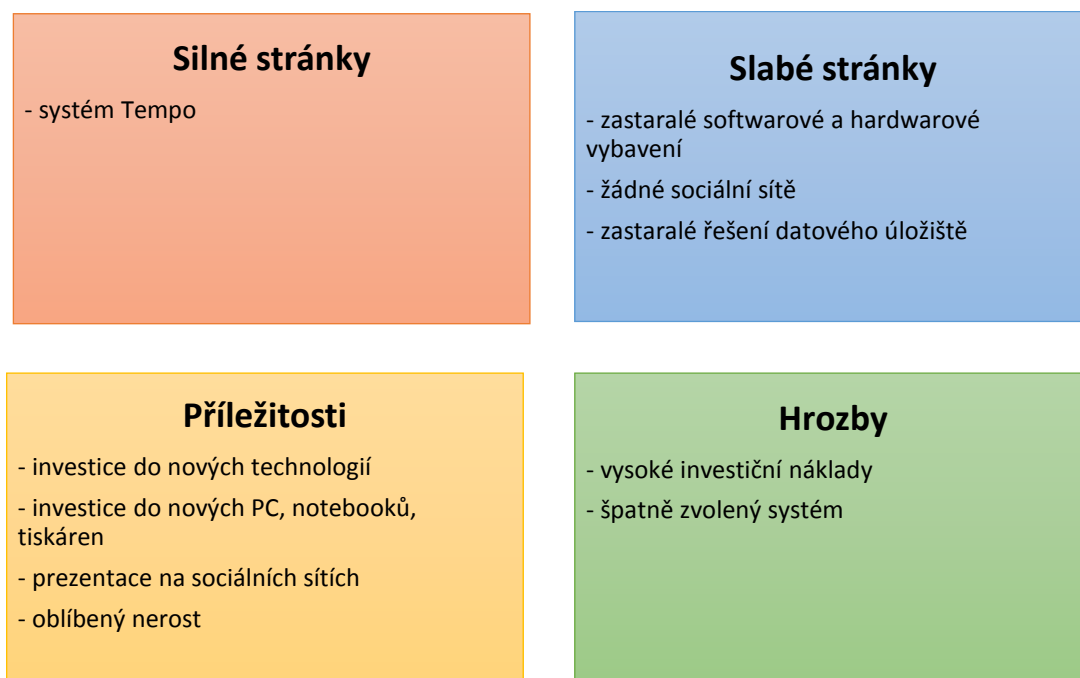 Silné stránky
- systém Tempo
Slabé stránky
- zastaralé softwarové a hardwarové
vybavení
- žádné sociální sítě
- zastaralé řešení datového úložiště
Příležitosti
- investice do nových technologií
- investice do nových PC, notebooků,
tiskáren
- prezentace na sociálních sítích
- oblíbený nerost
Hrozby
- vysoké investiční náklady
- špatně zvolený systém